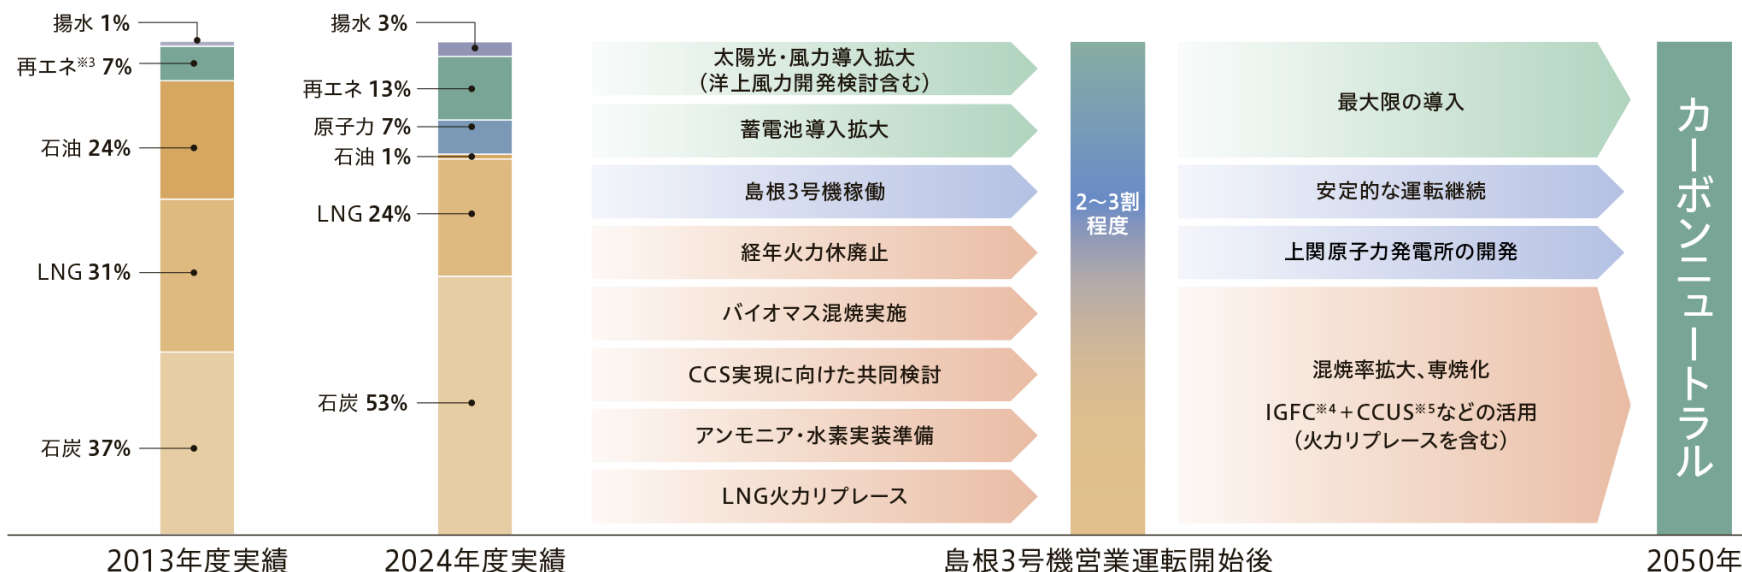 揚水 1%
再エネ※3 7%
石油 24%
LNG 31%
石炭 37%
2013年度実績
揚水 3%
再エネ 13%
原子力 7%
石油 1%
LNG 24%
石炭 53%
2024年度実績
太陽光・風力導入拡大
（洋上風力開発検討含む）
蓄電池導入拡大
島根3号機稼働
経年火力休廃止
バイオマス混焼実施
CCS実現に向けた共同検討
アンモニア・水素実装準備
LNG火力リプレース
2～3割
程度
島根3号機営業運転開始後
最大限の導入
安定的な運転継続
上関原子力発電所の開発
混焼率拡大、専焼化
IGFC※4＋CCUS※5などの活用
（火力リプレースを含む）
カーボンニュートラル
2050年